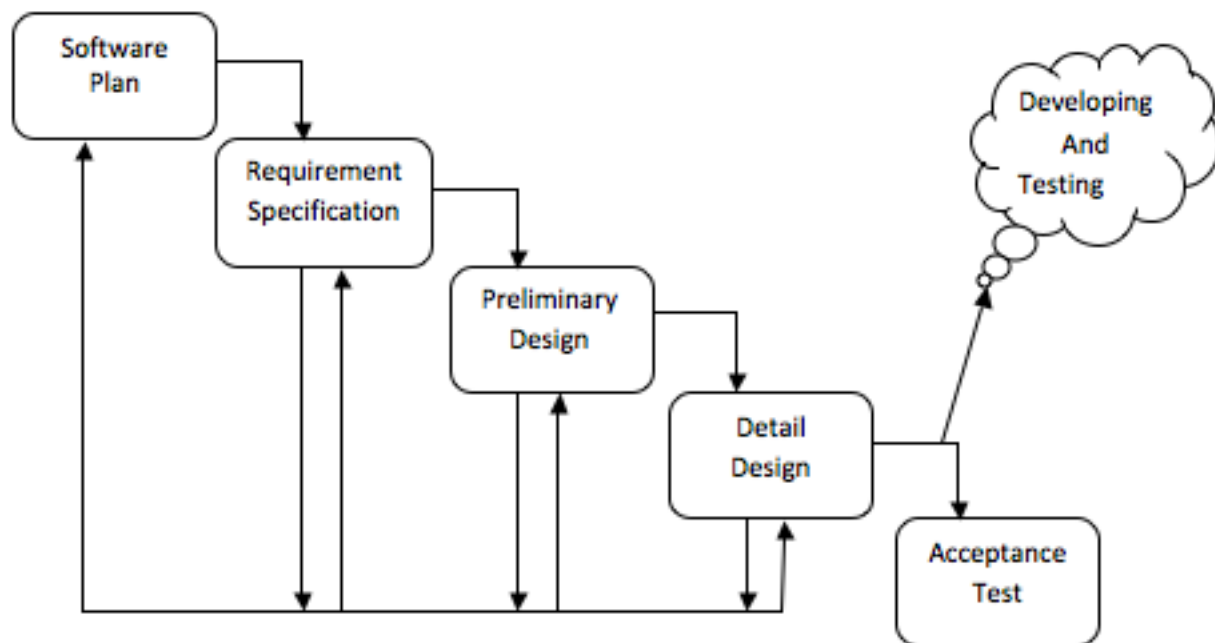 Software
Plan
Requirement
Specification
Preliminary
Design
Detail
Design
Acceptance
Test
Developing
And
Testing